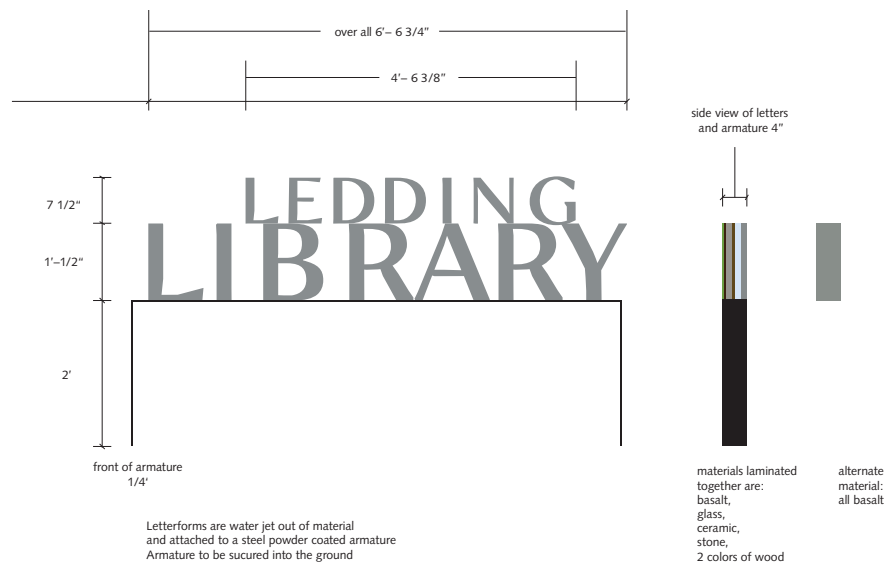 over all 6'– 6 3/4"
4'– 6 3/8"
side view of letters
and armature 4"
7 1/2"
LEDDING
1'–1/2"
LIBRARY
2'
front of armature
1/4'
materials laminated
together are:
basalt,
glass,
ceramic,
stone,
2 colors of wood
alternate
material:
all basalt
Letterforms are water jet out of material
and attached to a steel powder coated armature
Armature to be sucured into the ground